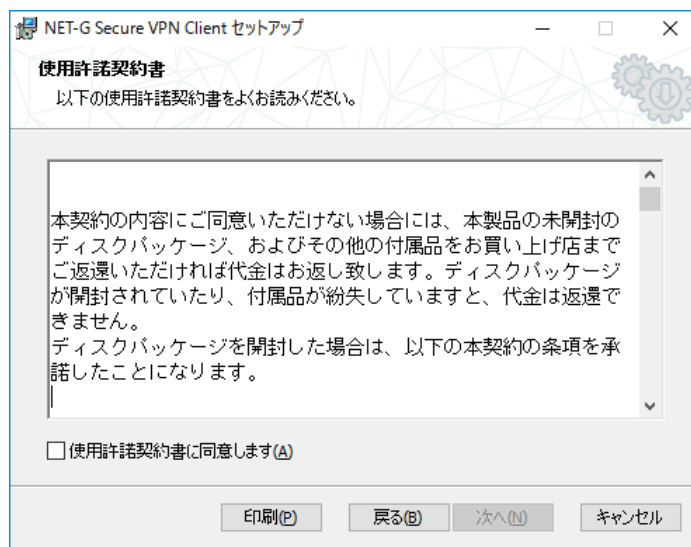 NET-G Secure VPN Client セットアップ
使用許諾契約書
以下の使用許諾契約書をよくお読みください。
本契約の内容にご同意いただけない場合には、本製品の未開封の
ディスクパッケージ、およびその他の付属品をお買い上げ店まで
ご返還いただければ代金はお返し致します。ディスクパッケージ
が開封されていたり、付属品が紛失していますと、代金は返還で
きません。
ディスクパッケージを開封した場合は、以下の本契約の条項を承
諾したことになります。
使用許諾契約書に同意します(A)
印刷(P) 戻る(B) 次へ(N) キャンセル